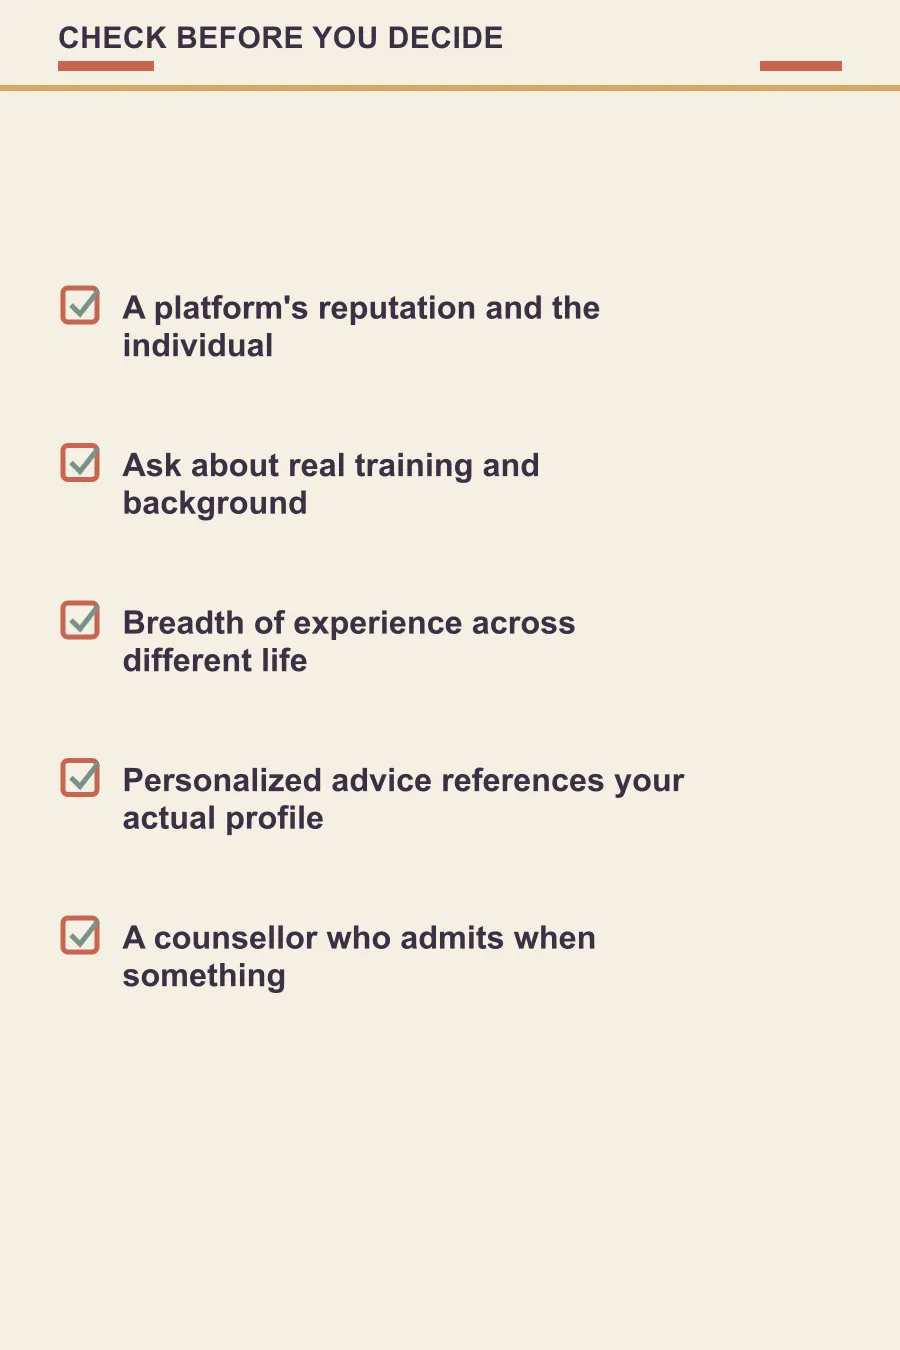 CHECK BEFORE YOU DECIDE
A platform's reputation and the
individual
Ask about real training and
background
Breadth of experience across
different life
Personalized advice references your
actual profile
A counsellor who admits when
something